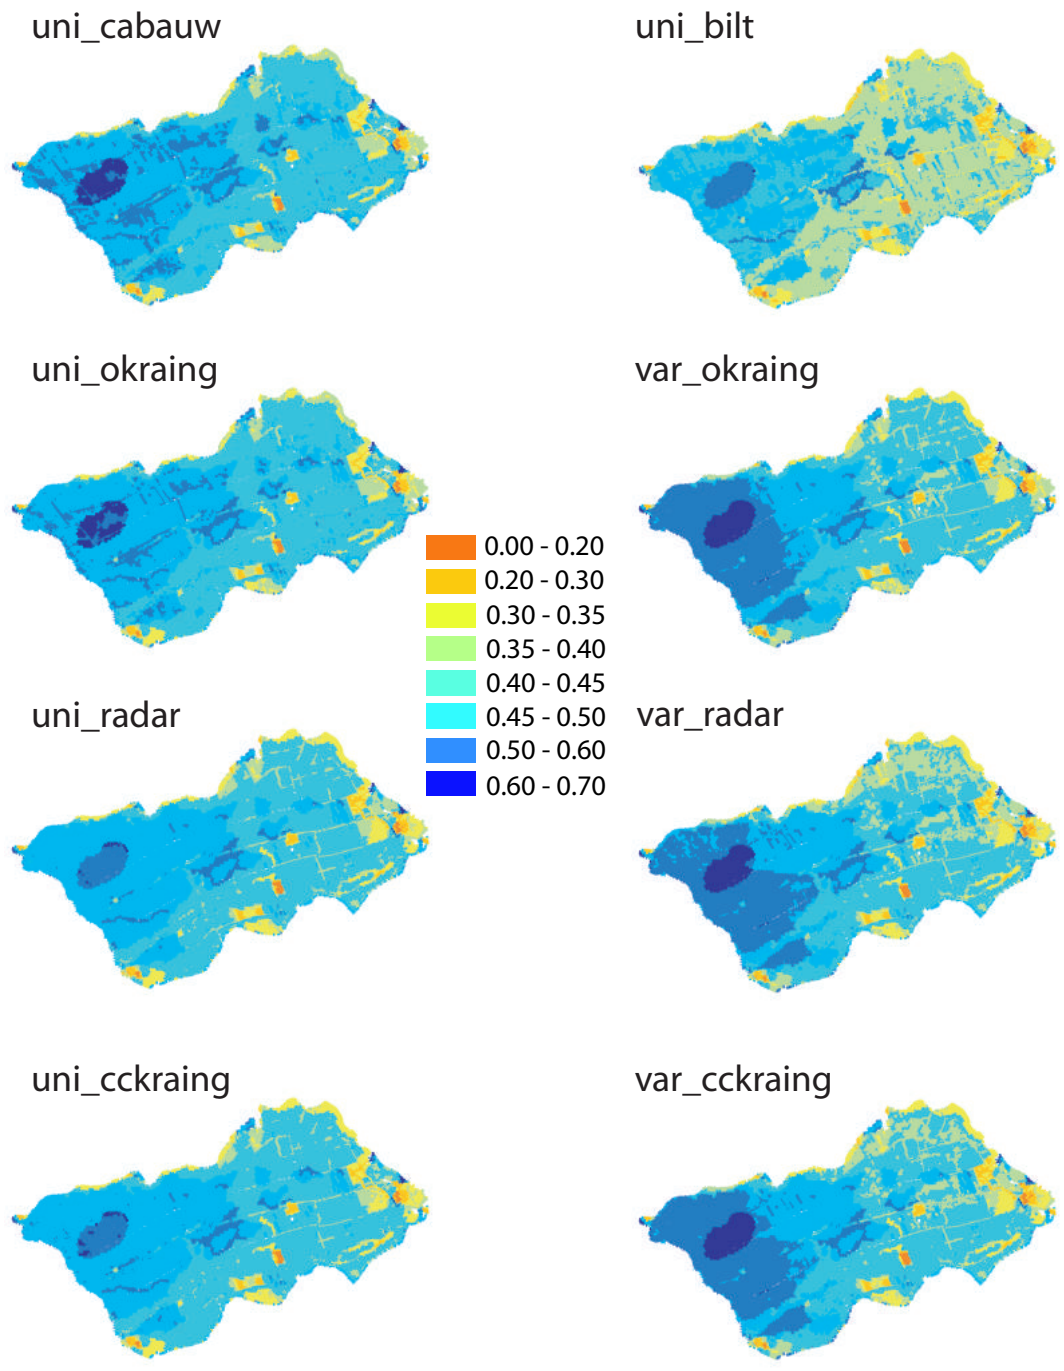 uni_cabauw
uni_bilt
uni_okraing
var_okraing
0.00 - 0.20
0.20 - 0.30
0.30 - 0.35
0.35 - 0.40
0.40 - 0.45
0.45 - 0.50
0.50 - 0.60
0.60 - 0.70
uni_radar
var_radar
uni_cckraing
var_cckraing